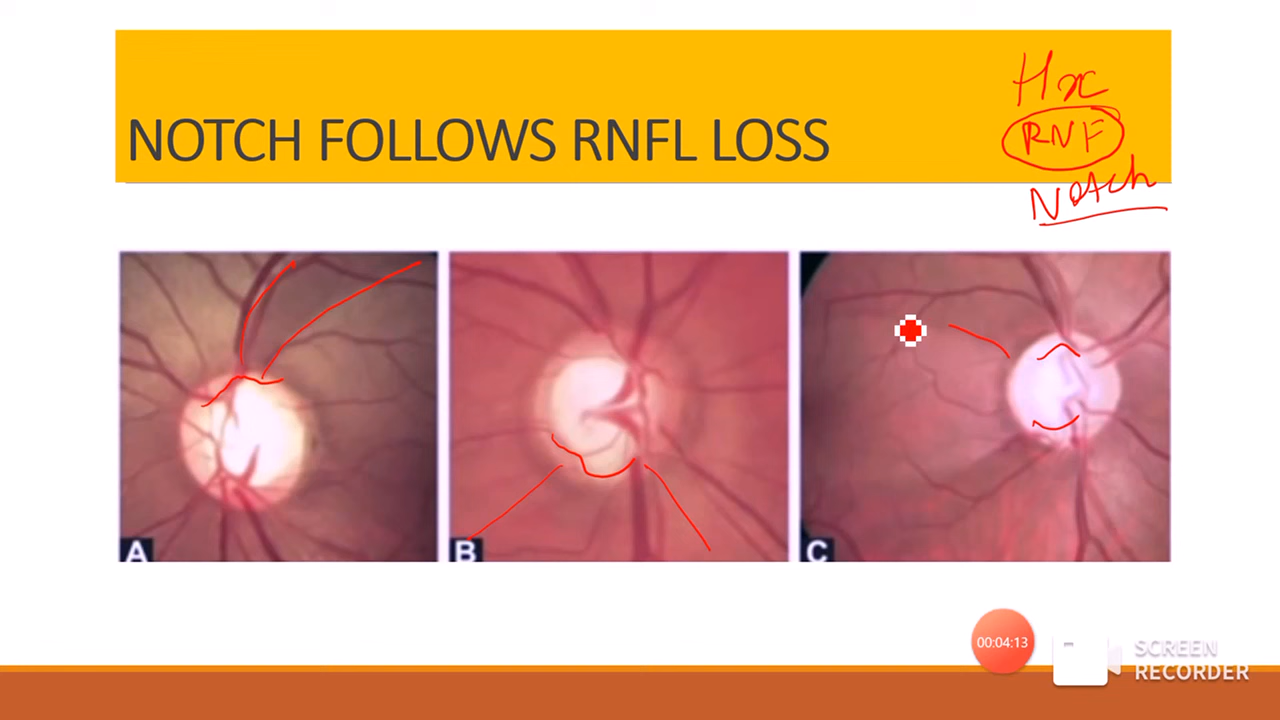 Hx
RNF
NOTCH FOLLOWS RNFL LOSS
Notch
A
B
C
00:04:13
SCREEN
RECORDER